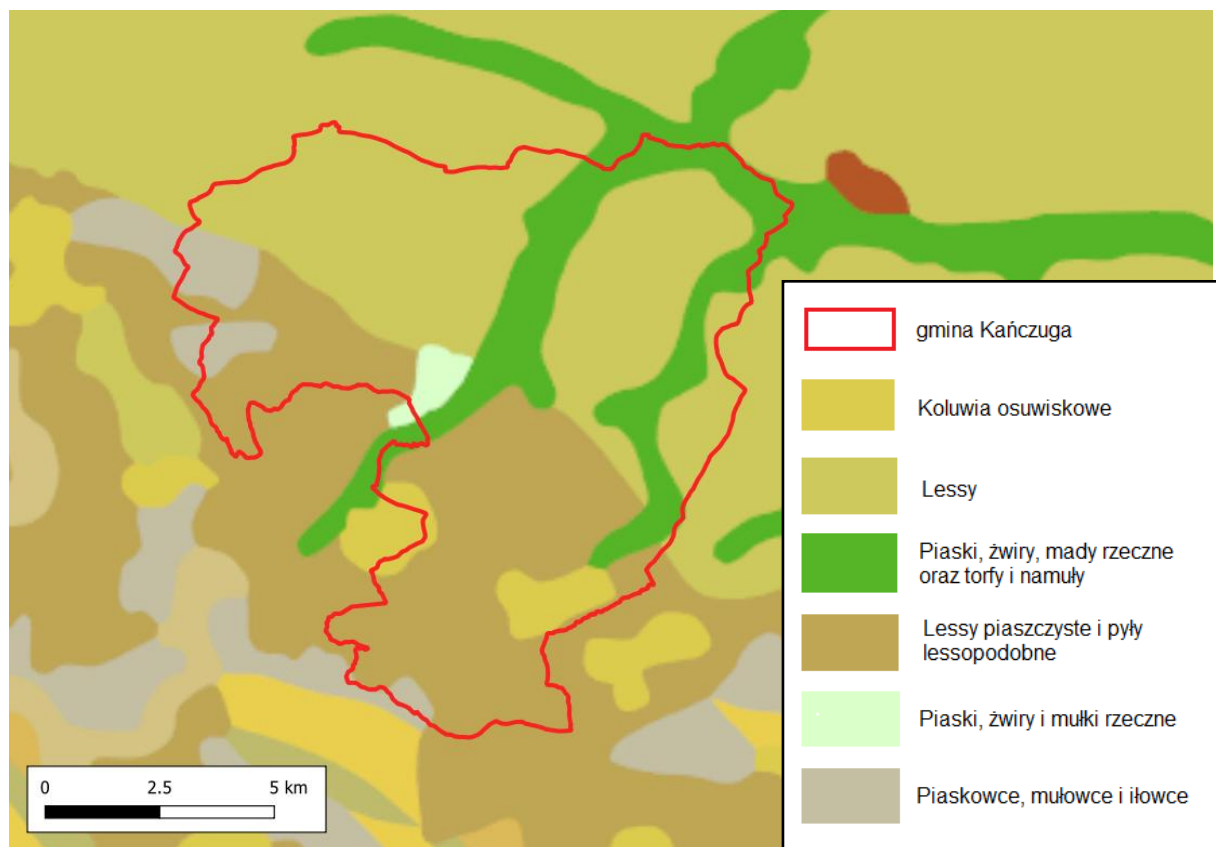 gmina Kańczuga
Koluwia osuwiskowe
Lessy
Piaski, żwiry, mady rzeczne
oraz torfy i namuły
Lessy piaszczyste i pyły
lessopodobne
Piaski, żwiry i mułki rzeczne
Piaskowce, mułowce i iłowce
0 2.5 5 km